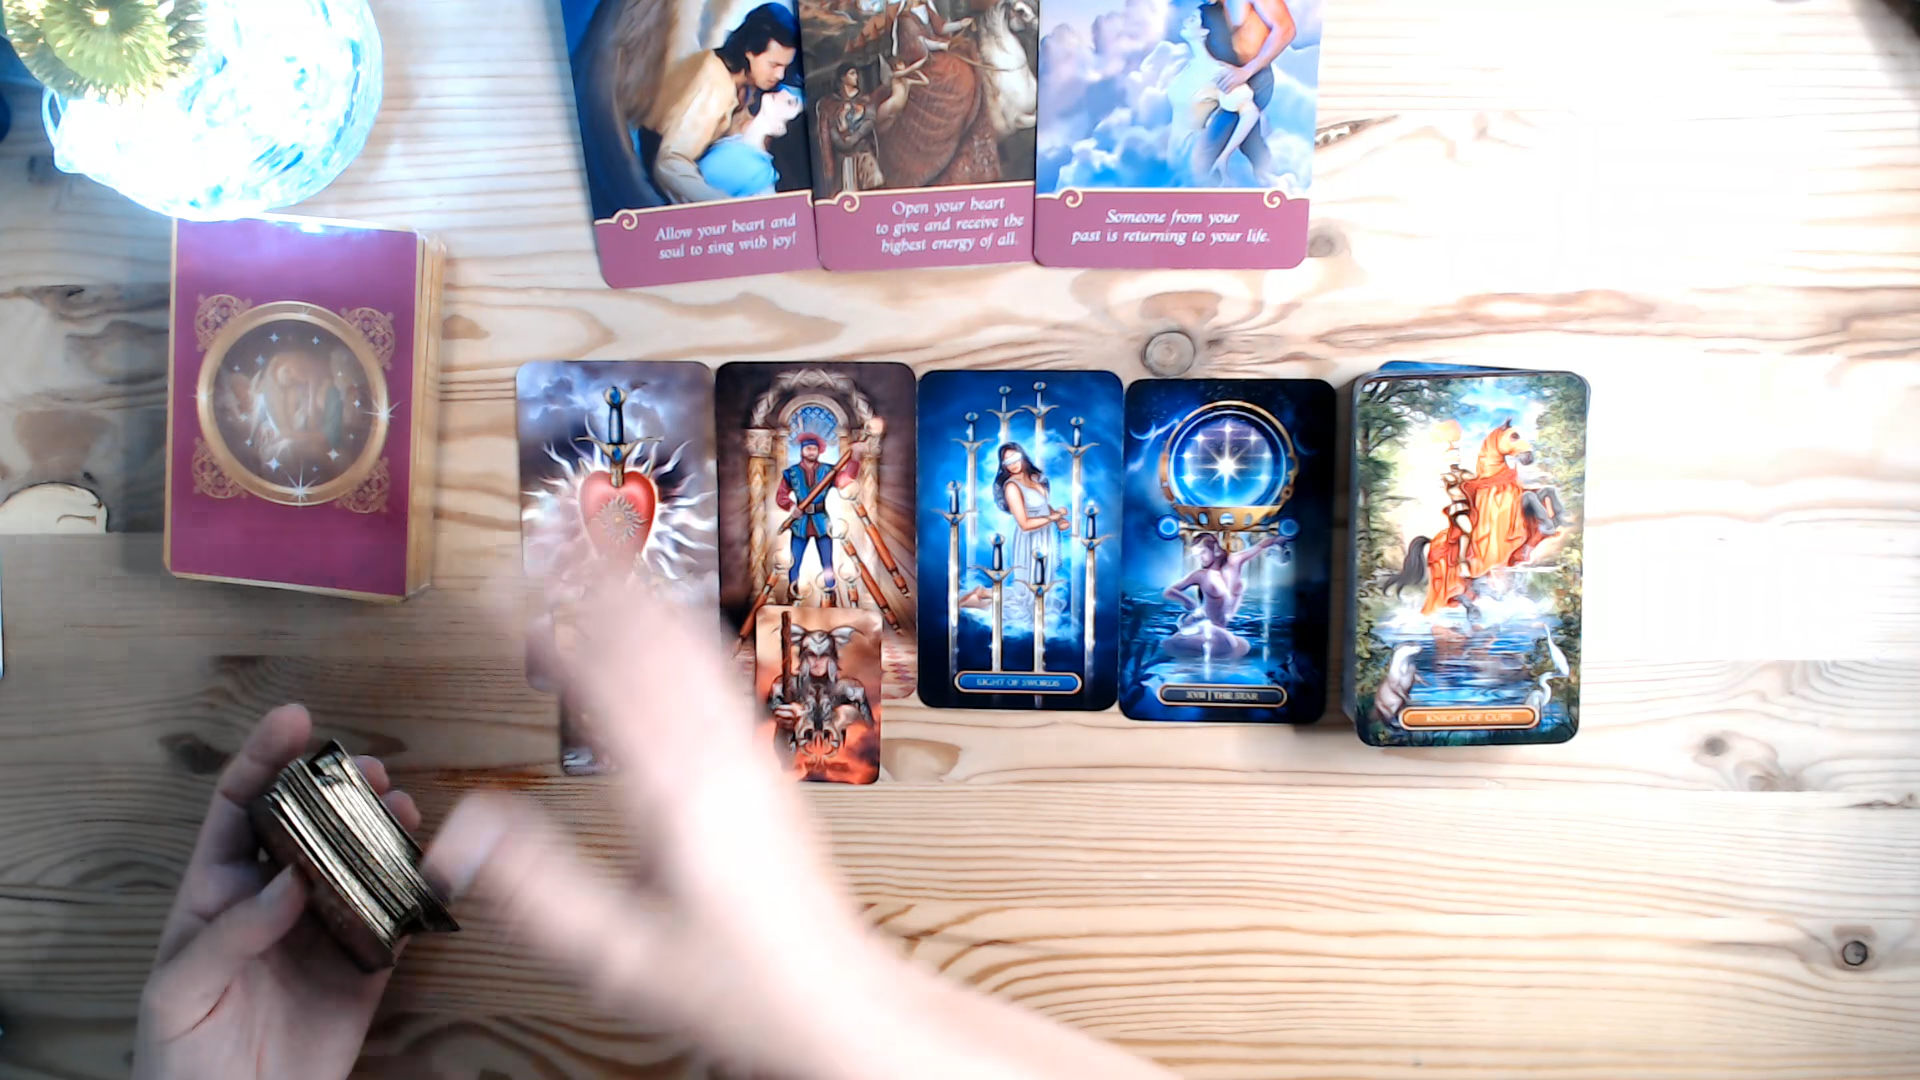 Allow your heart and
soul to sing with joy!
Open your heart
to give and receive the
highest energy of all.
Someone from your
past is returning to your life.
EIGHT OF SWORDS
XVII | THE STAR
KNIGHT OF CUPS